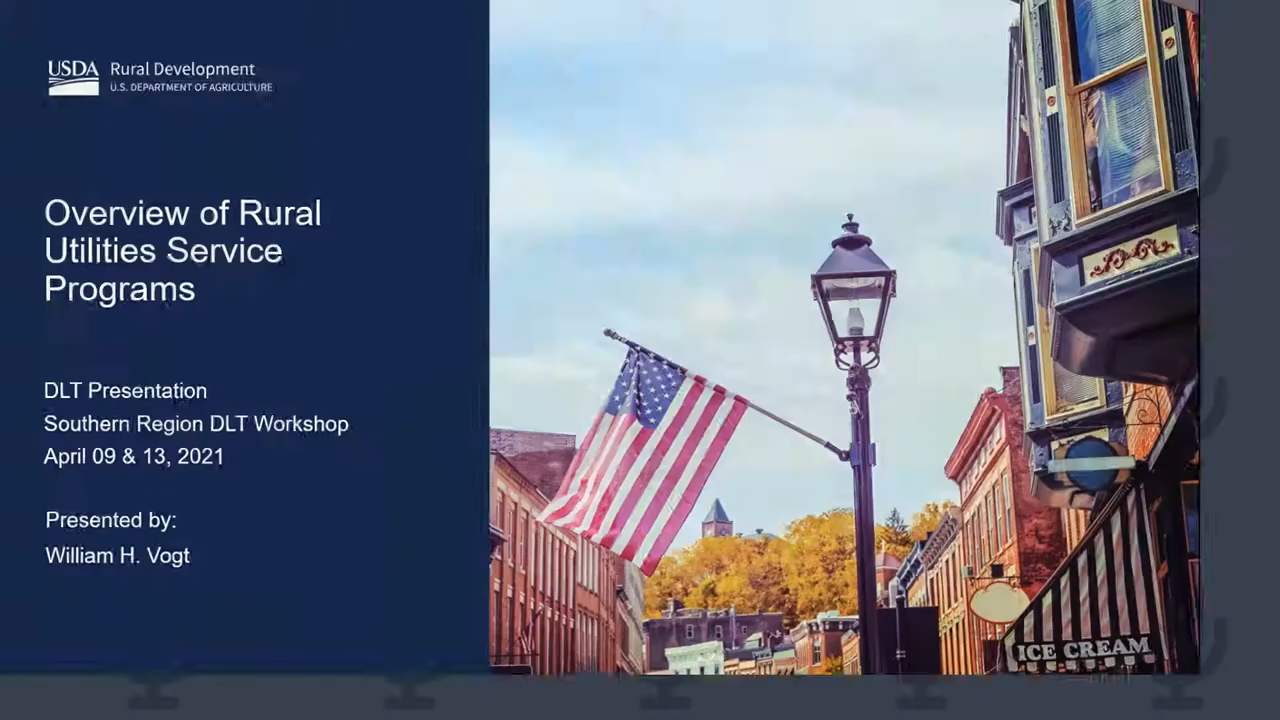 USDA Rural Development
U.S. DEPARTMENT OF AGRICULTURE
Overview of Rural
Utilities Service
Programs
DLT Presentation
Southern Region DLT Workshop
April 09 & 13, 2021
Presented by:
William H. Vogt
ICE CREAM